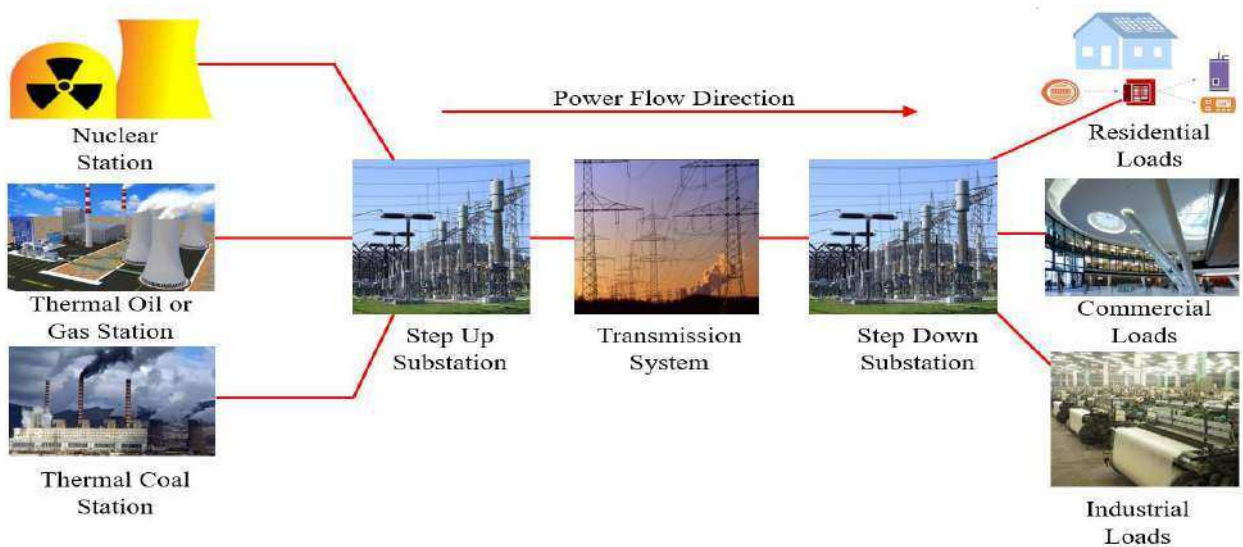 Nuclear
Station
Thermal Oil or
Gas Station
Thermal Coal
Station
Power Flow Direction
Step Up
Substation
Transmission
System
Step Down
Substation
Residential
Loads
Commercial
Loads
Industrial
Loads